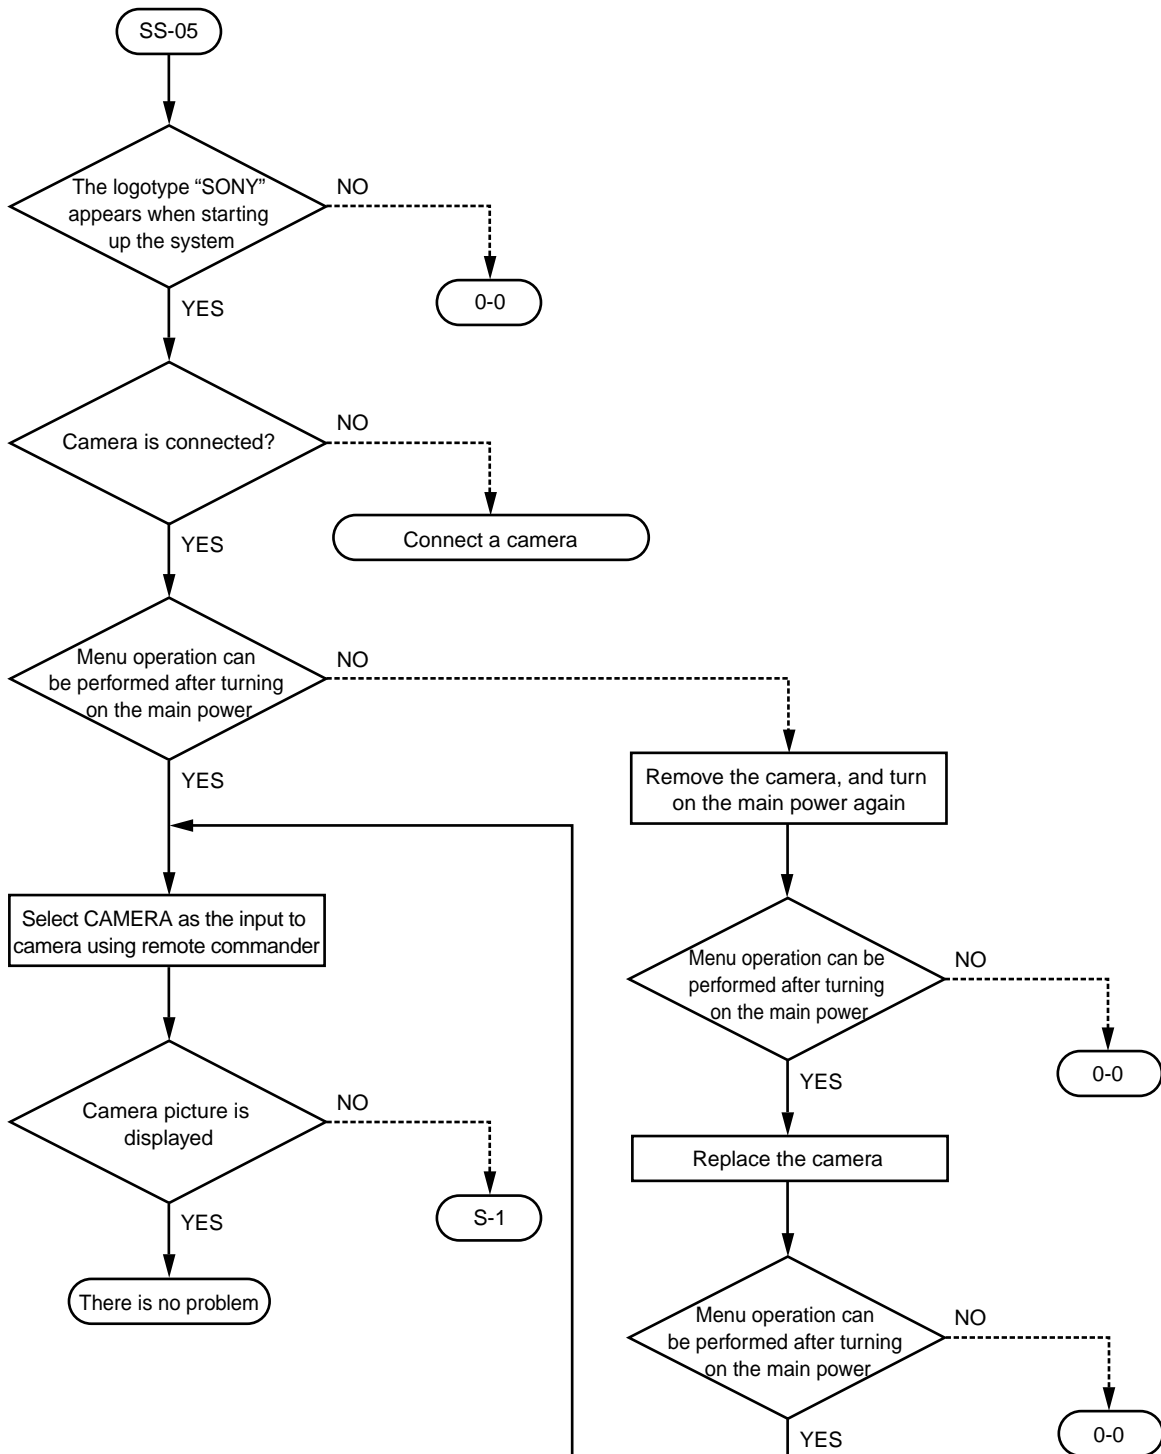 SS-05
The logotype “SONY”
appears when starting
up the system
NO
0-0
YES
Camera is connected?
NO
Connect a camera
YES
Menu operation can
be performed after turning
on the main power
NO
YES
Remove the camera, and turn
on the main power again
Select CAMERA as the input to
camera using remote commander
Menu operation can be
performed after turning
on the main power
NO
0-0
YES
Camera picture is
displayed
NO
S-1
YES
There is no problem
Replace the camera
Menu operation can
be performed after turning
on the main power
NO
0-0
YES